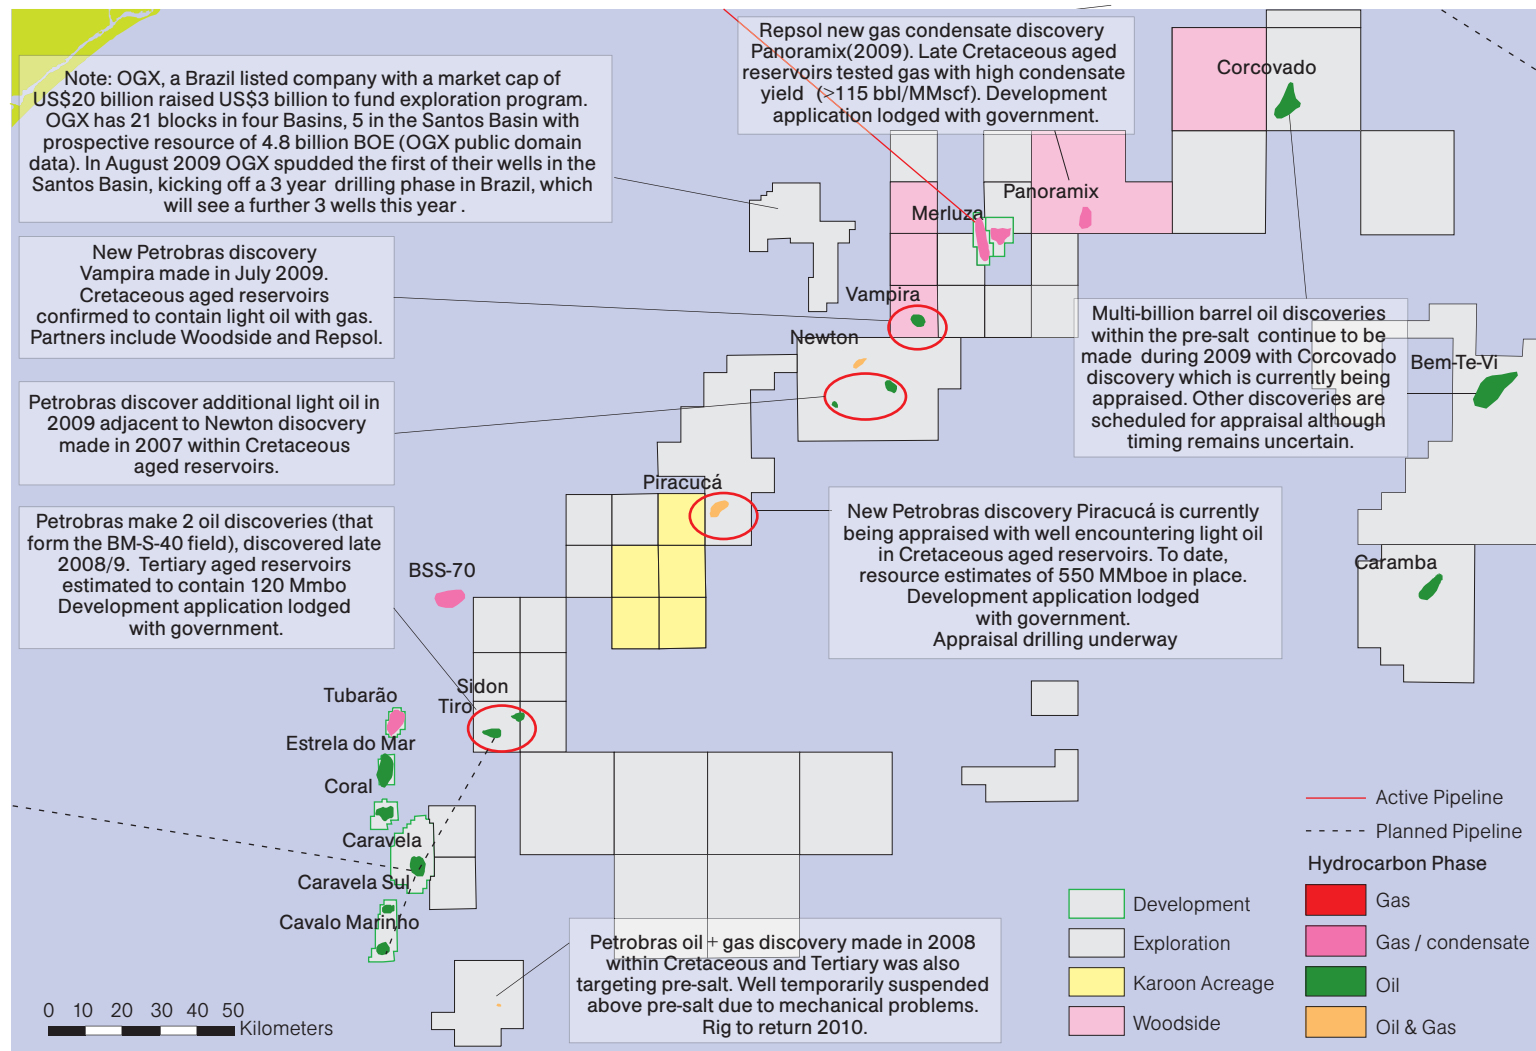 Note: OGX, a Brazil listed company with a market cap of
US$20 billion raised US$3 billion to fund exploration program.
OGX has 21 blocks in four Basins, 5 in the Santos Basin with
prospective resource of 4.8 billion BOE (OGX public domain
data). In August 2009 OGX spudded the first of their wells in the
Santos Basin, kicking off a 3 year drilling phase in Brazil, which
will see a further 3 wells this year .
Repsol new gas condensate discovery
Panoramix(2009). Late Cretaceous aged
reservoirs tested gas with high condensate
yield (>115 bbl/MMscf). Development
application lodged with government.
Corcovado
Panoramix
Merluza
New Petrobras discovery
Vampira made in July 2009.
Cretaceous aged reservoirs
confirmed to contain light oil with gas.
Partners include Woodside and Repsol.
Vampira
Newton
Multi-billion barrel oil discoveries
within the pre-salt continue to be
made during 2009 with Corcovado
discovery which is currently being
appraised. Other discoveries are
scheduled for appraisal although
timing remains uncertain.
Bem-Te-Vi
Petrobras discover additional light oil in
2009 adjacent to Newton disocvery
made in 2007 within Cretaceous
aged reservoirs.
Piracucá
Petrobras make 2 oil discoveries (that
form the BM-S-40 field), discovered late
2008/9. Tertiary aged reservoirs
estimated to contain 120 Mmbo
Development application lodged
with government.
New Petrobras discovery Piracucá is currently
being appraised with well encountering light oil
in Cretaceous aged reservoirs. To date,
resource estimates of 550 MMboe in place.
Development application lodged
with government.
Appraisal drilling underway
BSS-70
Caramba
Sidon
Tiro
Tubarão
Estrela do Mar
Coral
Caravela
Caravela Sul
Cavalo Marinho
Petrobras oil + gas discovery made in 2008
within Cretaceous and Tertiary was also
targeting pre-salt. Well temporarily suspended
above pre-salt due to mechanical problems.
Rig to return 2010.
0 10 20 30 40 50
Kilometers
Active Pipeline
Planned Pipeline
Hydrocarbon Phase
Development
Exploration
Karoon Acreage
Woodside
Gas
Gas / condensate
Oil
Oil & Gas